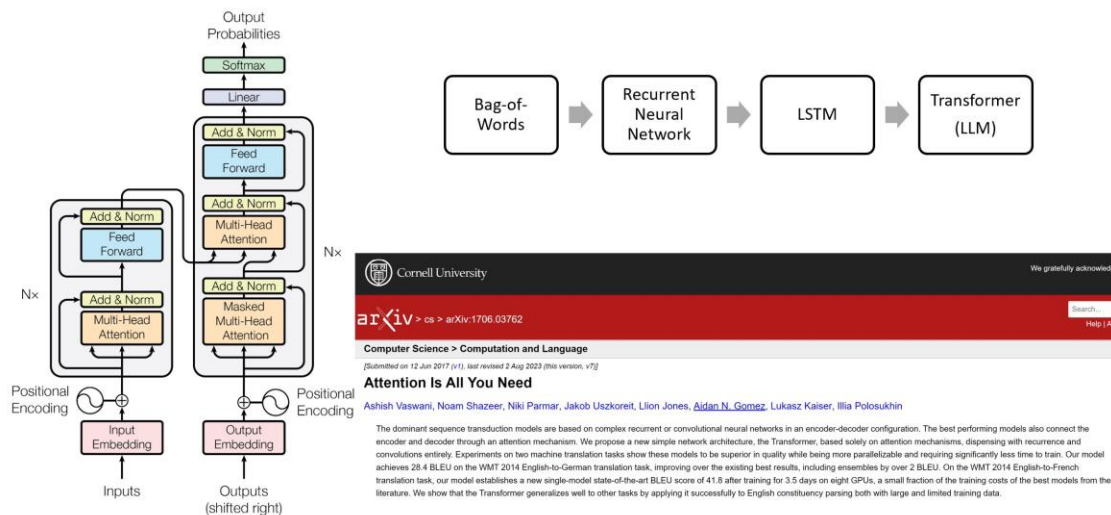 Output
Probabilities
Softmax
Linear
Add & Norm
Feed
Forward
Add & Norm
Multi-Head
Attention
Add & Norm
Masked
Multi-Head
Attention
Nx
Add & Norm
Feed
Forward
Nx
Add & Norm
Multi-Head
Attention
Positional
Encoding
Positional
Encoding
Input
Embedding
Output
Embedding
Inputs
Outputs
(shifted right)
Bag-of-
Words
Recurrent
Neural
Network
LSTM
Transformer
(LLM)
Cornell University
We gratefully acknowled
arXiv > cs > arXiv:1706.03762
Search...
Help | A
Computer Science > Computation and Language
[Submitted on 12 Jun 2017 (v1), last revised 2 Aug 2023 (this version, v7)]
Attention Is All You Need
Ashish Vaswani, Noam Shazeer, Niki Parmar, Jakob Uszkoreit, Llion Jones, Aidan N. Gomez, Lukasz Kaiser, Illia Polosukhin
The dominant sequence transduction models are based on complex recurrent or convolutional neural networks in an encoder-decoder configuration. The best performing models also connect the
encoder and decoder through an attention mechanism. We propose a new simple network architecture, the Transformer, based solely on attention mechanisms, dispensing with recurrence and
convolutions entirely. Experiments on two machine translation tasks show these models to be superior in quality while being more parallelizable and requiring significantly less time to train. Our model
achieves 28.4 BLEU on the WMT 2014 English-to-German translation task, improving over the existing best results, including ensembles by over 2 BLEU. On the WMT 2014 English-to-French
translation task, our model establishes a new single-model state-of-the-art BLEU score of 41.8 after training for 3.5 days on eight GPUs, a small fraction of the training costs of the best models from the
literature. We show that the Transformer generalizes well to other tasks by applying it successfully to English constituency parsing both with large and limited training data.